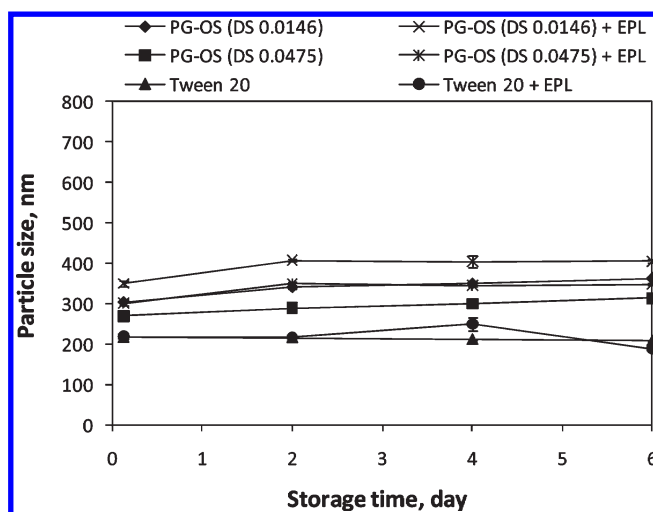 PG-OS (DS 0.0146) PG-OS (DS 0.0146) + EPL
PG-OS (DS 0.0475) PG-OS (DS 0.0475) + EPL
Tween 20 Tween 20 + EPL
800
700
600
500
400
300
200
100
0
Particle size, nm
0 1 2 3 4 5 6
Storage time, day